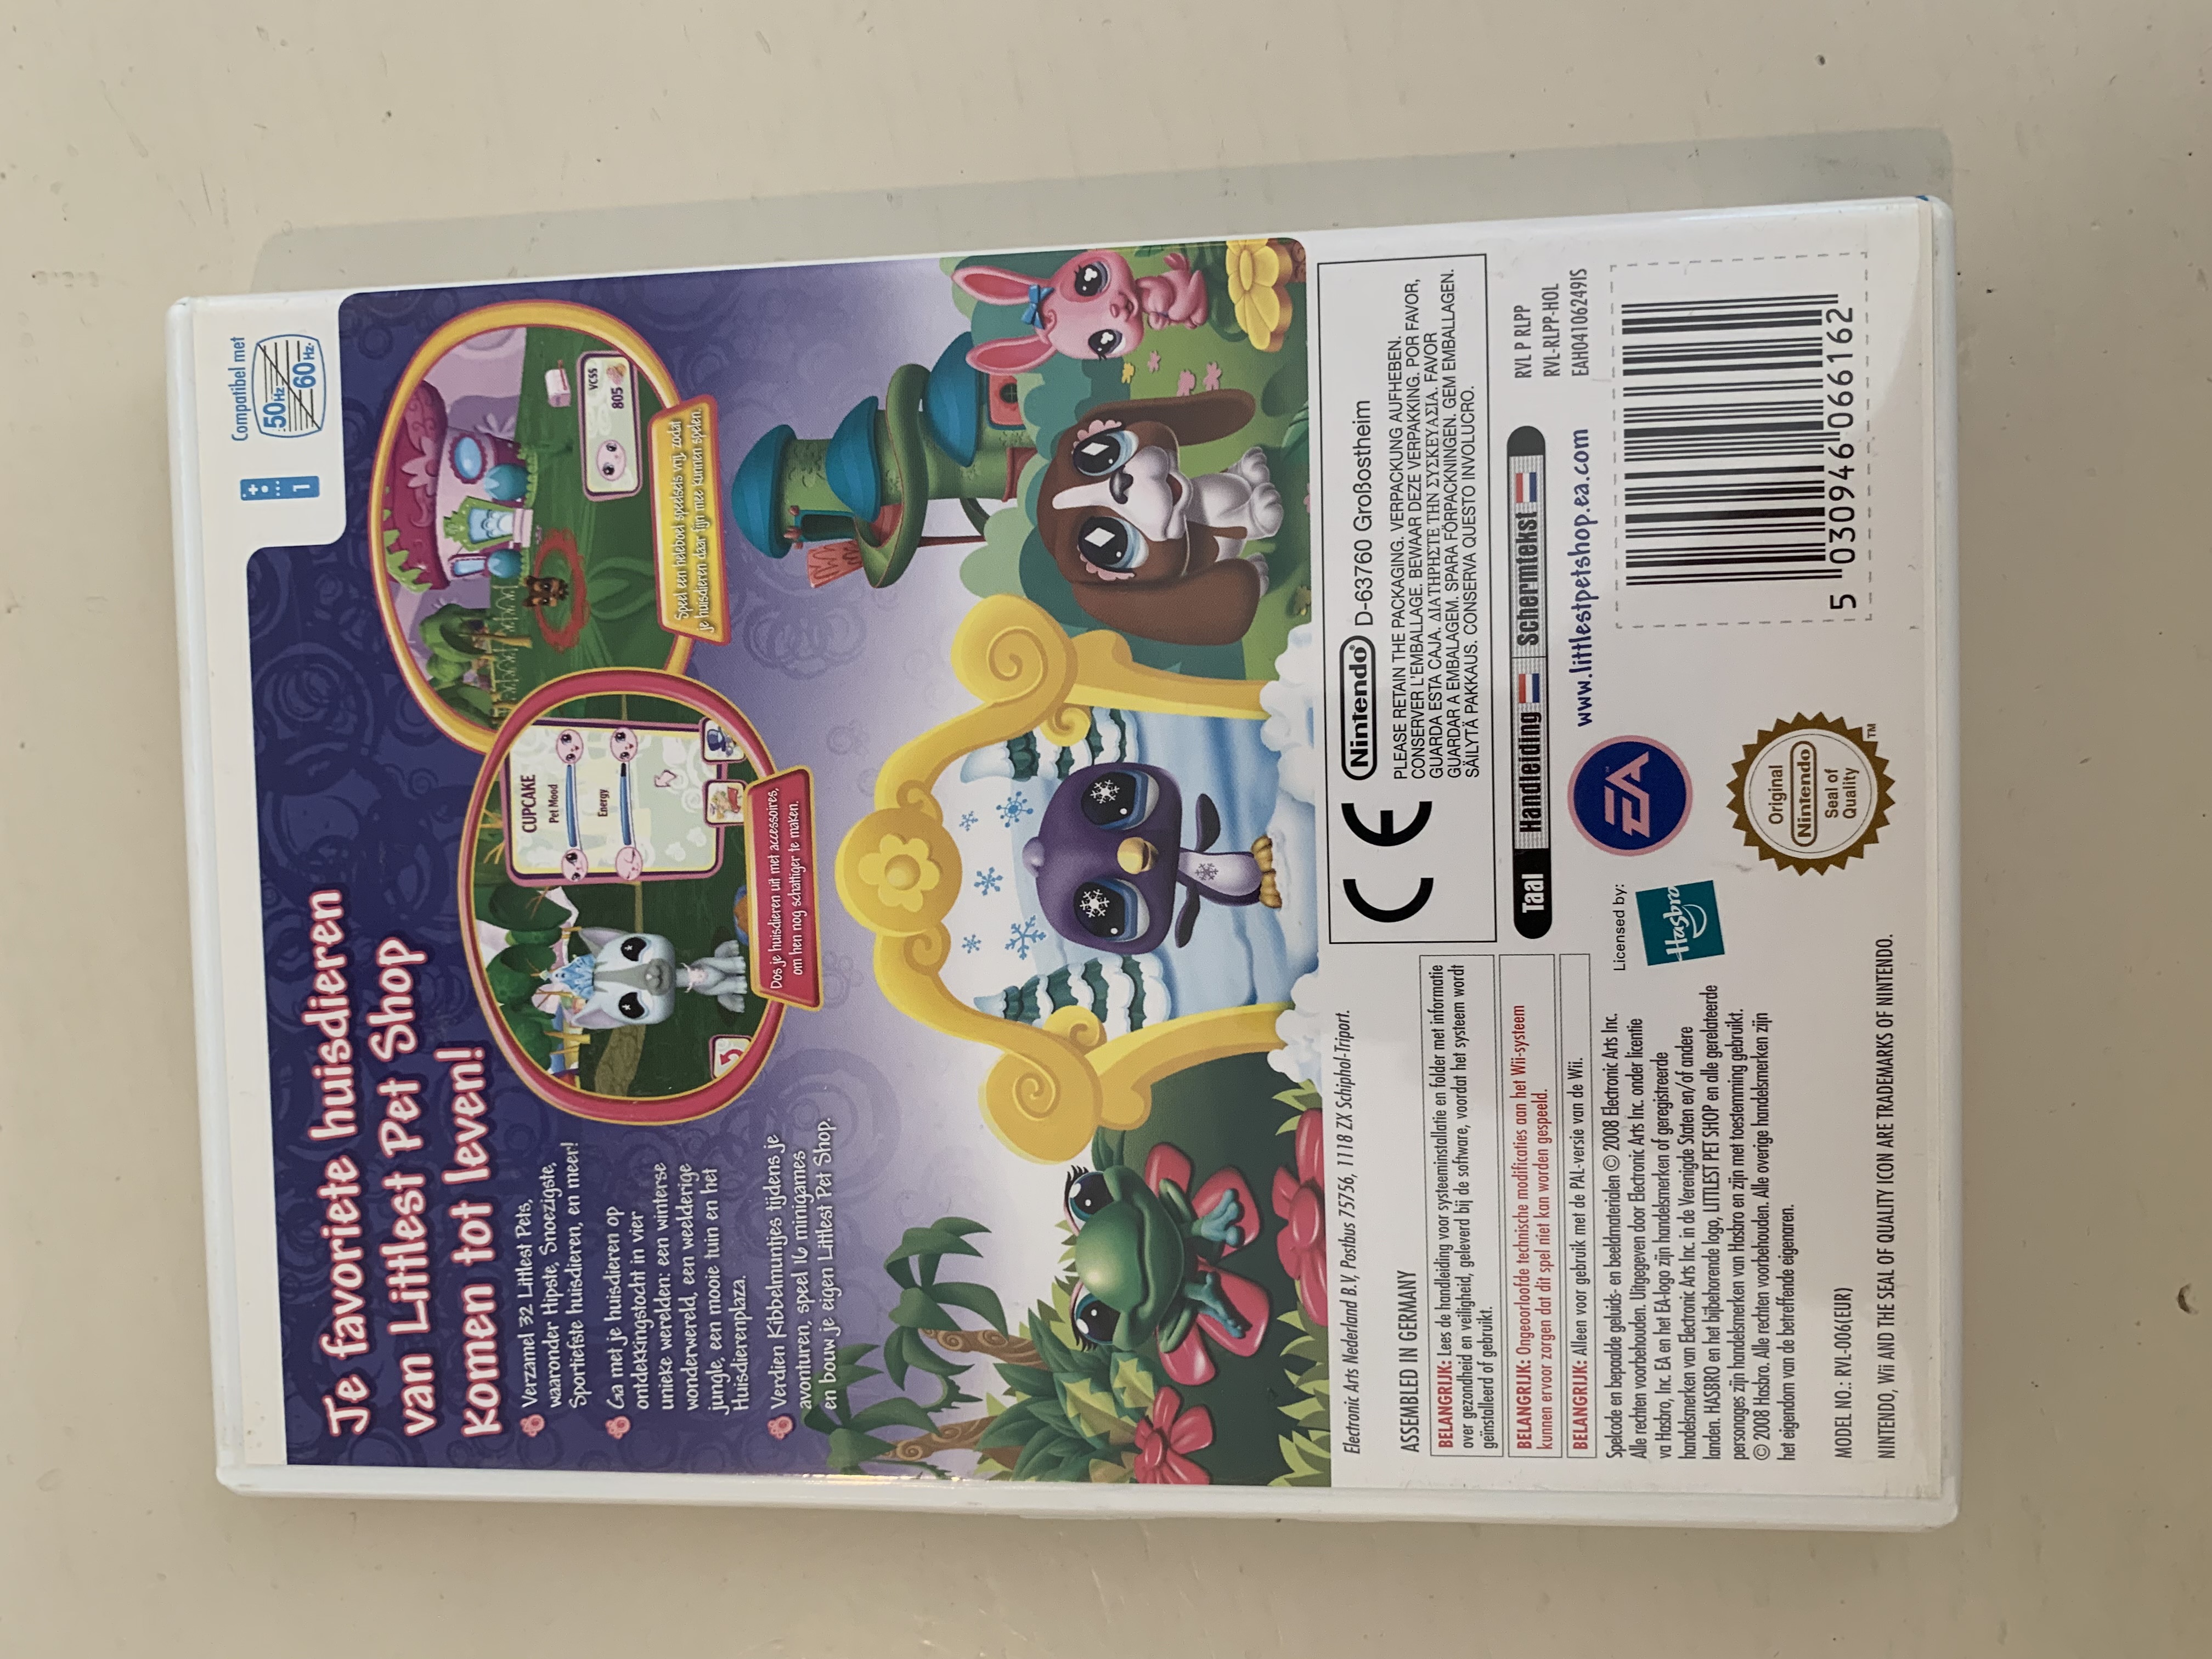 Compatibel met
50Hz
60Hz
1
Je favoriete huisdieren
van Littlest Pet Shop
komen tot leven!
Verzamel 32 Littlest Pets,
waaronder Hipste, Snoezigste,
Sportiefste huisdieren, en meer!
Ga met je huisdieren op
ontdekkingstocht in vier
unieke werelden: een winterse
wonderwereld, een weelderige
jungle, een mooie tuin en het
Huisdierenplaza.
Verdien Kibbelmuntjes tijdens je
avonturen, speel 16 minigames
en bouw je eigen Littlest Pet Shop.
CUPCAKE
Pet Mood
Energy
Dos je huisdieren uit met accessoires,
om hen nog schattiger te maken.
VCSS
805
Speel een heleboel speelsets vrij, zodat
je huisdieren daar fijn mee kunnen spelen.
Electronic Arts Nederland B.V, Postbus 75756, 1118 ZX Schiphol-Triport.
ASSEMBLED IN GERMANY
BELANGRIJK: Lees de handleiding voor systeeminstallatie en folder met informatie
over gezondheid en veiligheid, geleverd bij de software, voordat het systeem wordt
geïnstalleerd of gebruikt.
BELANGRIJK: Ongeoorloofde technische modificaties aan het Wii-systeem
kunnen ervoor zorgen dat dit spel niet kan worden gespeeld.
BELANGRIJK: Alleen voor gebruik met de PAL-versie van de Wii.
Spelcode en bepaalde geluids- en beeldmaterialen © 2008 Electronic Arts Inc.
Alle rechten voorbehouden. Uitgegeven door Electronic Arts Inc. onder licentie
va Hasbro, Inc. EA en het EA-logo zijn handelsmerken of geregistreerde
handelsmerken van Electronic Arts Inc. in de Verenigde Staten en/of andere
landen. HASBRO en het bijbehorende logo, LITTLEST PET SHOP en alle gerelateerde
personages zijn handelsmerken van Hasbro en zijn met toestemming gebruikt.
© 2008 Hasbro. Alle rechten voorbehouden. Alle overige handelsmerken zijn
het eigendom van de betreffende eigenaren.
MODEL NO.: RVL-006(EUR)
NINTENDO, Wii AND THE SEAL OF QUALITY ICON ARE TRADEMARKS OF NINTENDO.
CE
Nintendo® D-63760 Großostheim
PLEASE RETAIN THE PACKAGING. VERPACKUNG AUFHEBEN.
CONSERVER L'EMBALLAGE. BEWAAR DEZE VERPAKKING. POR FAVOR,
GUARDA ESTA CAJA. ΔΙΑΤΗΡΗΣΤΕ ΤΗΝ ΣΥΣΚΕΥΑΣΙΑ. FAVOR
GUARDAR A EMBALAGEM. SPARA FÖRPACKNINGEN. GEM EMBALLAGEN.
SÄILYTÄ PAKKAUS. CONSERVA QUESTO INVOLUCRO.
Taal Handleiding Schermtekst
RVL P RLPP
RVL-RLPP-HOL
EAH04106249IS
www.littlestpetshop.ea.com
Licensed by:
Hasbro
EA™
Original
Nintendo
Seal of
Quality
TM
5 030946 066162